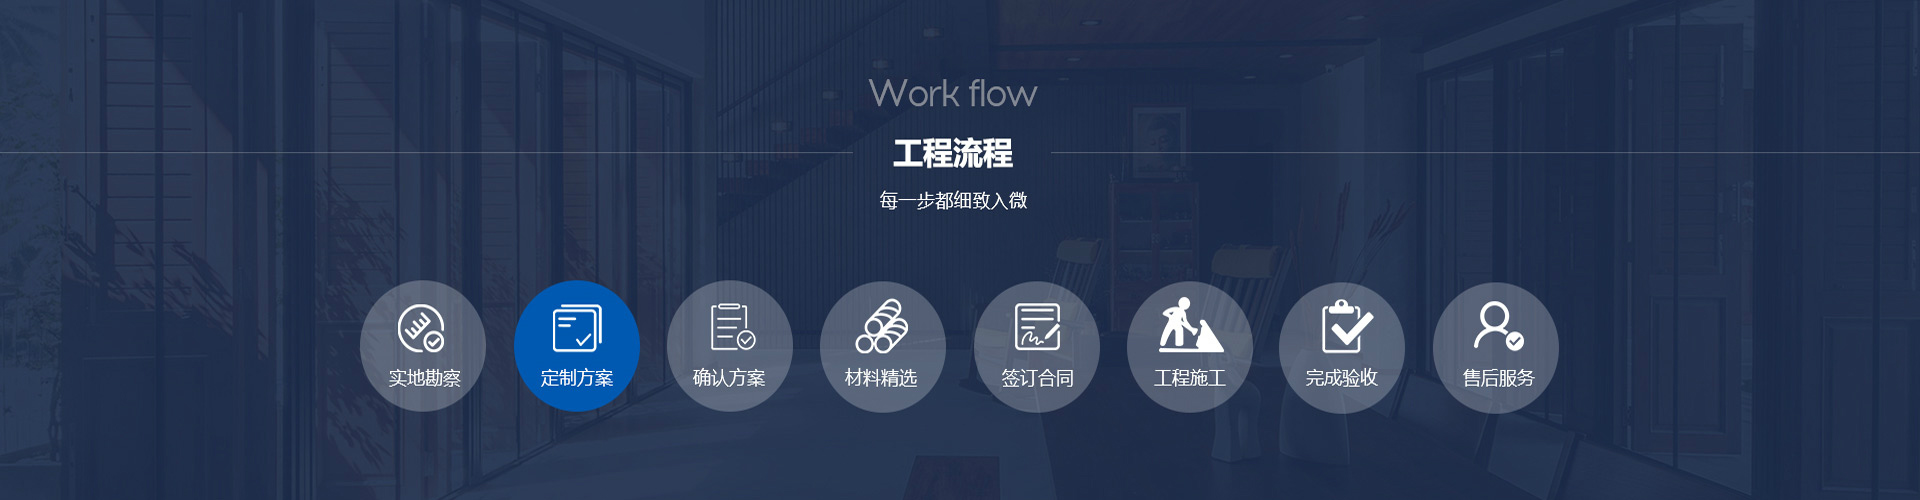 Work flow
工程流程
每一步都细致入微
实地勘察
定制方案
确认方案
材料精选
签订合同
工程施工
完成验收
售后服务